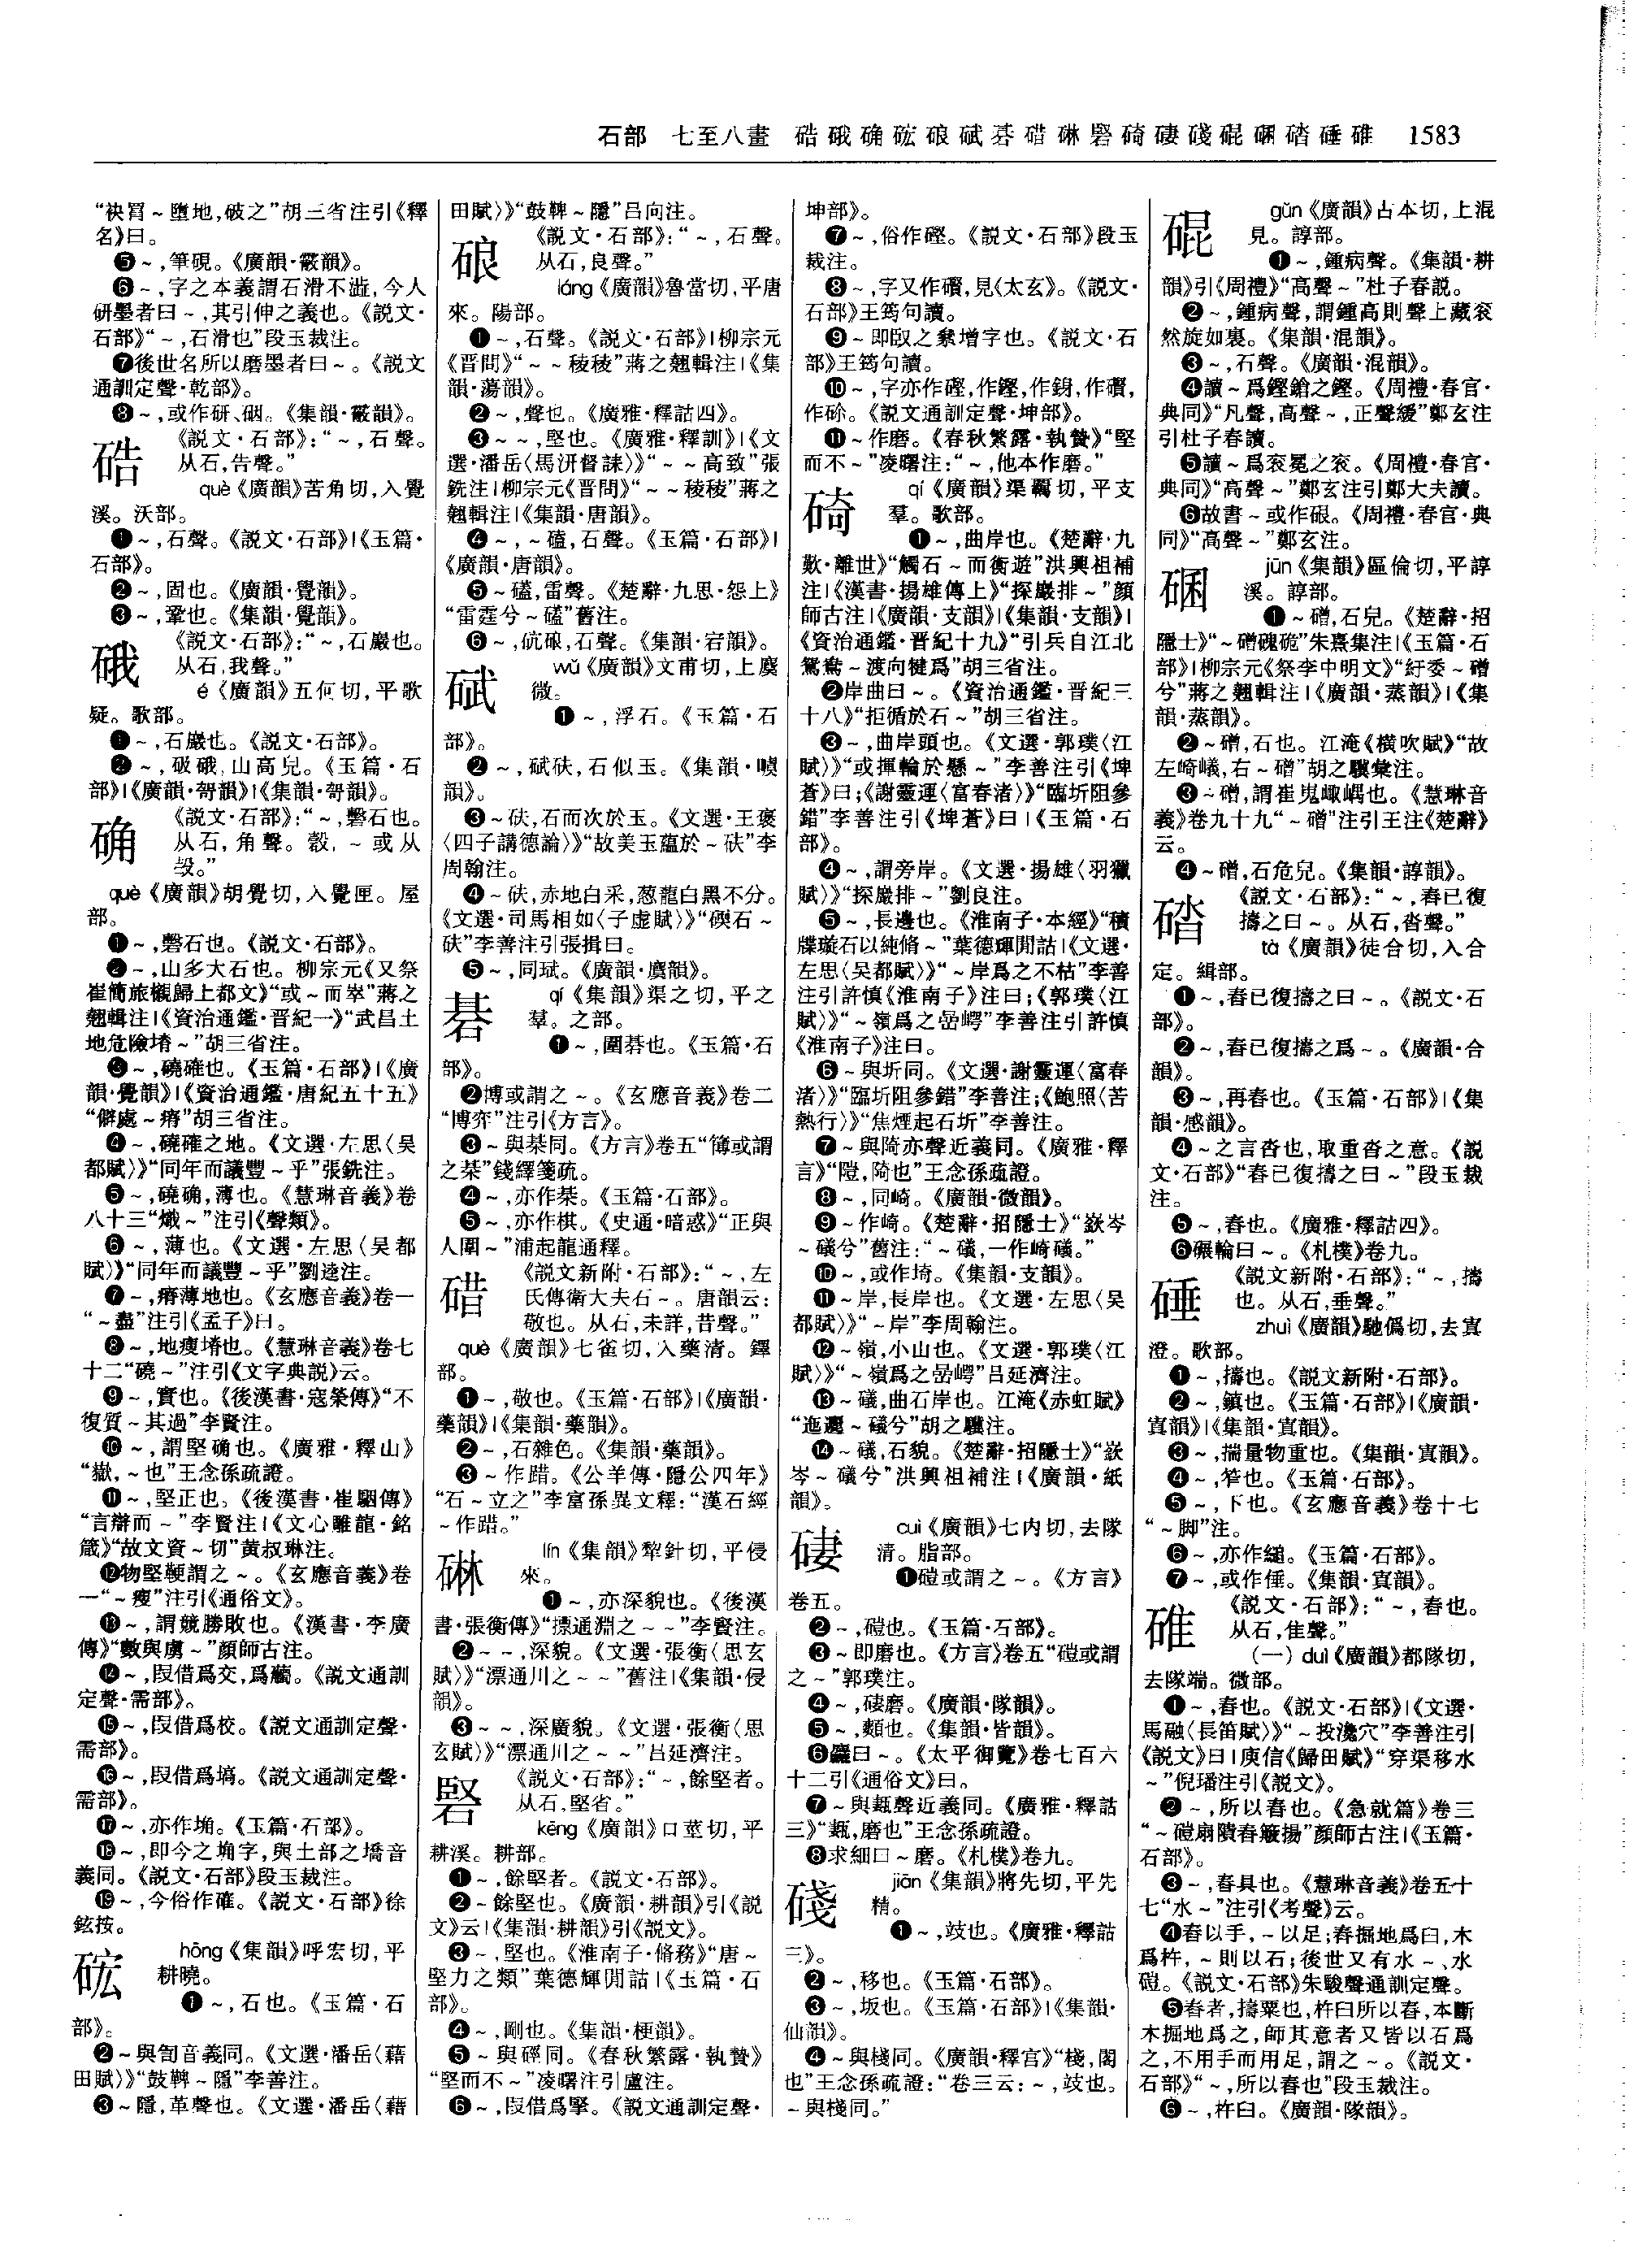 石部　七至八畫　硞 硪 确 硡 硠 碔 碁 碏 碄 硻 碕 𥓓 碊 硍 碅 硰 硾 碓　1583
“袂罥～墮地,破之”胡三省注引《釋
名》曰。
❺～,筆硯。《廣韻·霰韻》。
❻～,字之本義謂石滑不澁,今人
研墨者曰～,其引伸之義也。《説文·
石部》“～,石滑也”段玉裁注。
❼後世名所以磨墨者曰～。《説文
通訓定聲·乾部》。
❽～,或作研、硘。《集韻·霰韻》。
硞
《説文·石部》：“～,石聲。
从石,告聲。”
què《廣韻》苦角切,入覺
溪。沃部。
❶～,石聲。《説文·石部》|《玉篇·
石部》。
❷～,固也。《廣韻·覺韻》。
❸～,鞏也。《集韻·覺韻》。
硪
《説文·石部》：“～,石巖也。
从石,我聲。”
é《廣韻》五何切,平歌
疑。歌部。
❶～,石巖也。《説文·石部》。
❷～,砐硪,山高皃。《玉篇·石
部》|《廣韻·哿韻》|《集韻·哿韻》。
确
《説文·石部》：“～,磬石也。
从石,角聲。㱿,～或从
㱿。”
què《廣韻》胡覺切,入覺匣。屋
部。
❶～,磬石也。《説文·石部》。
❷～,山多大石也。柳宗元《又祭
崔簡旅櫬歸上都文》“或～而崒”蔣之
翹輯注|《資治通鑑·晋紀一》“武昌土
地危險塉～”胡三省注。
❸～,磽確也。《玉篇·石部》|《廣
韻·覺韻》|《資治通鑑·唐紀五十五》
“僻處～瘠”胡三省注。
❹～,磽確之地。《文選·左思〈吴
都賦〉》“同年而議豐～乎”張銑注。
❺～,磽确,薄也。《慧琳音義》卷
八十三“熾～”注引《聲類》。
❻～,薄也。《文選·左思〈吴都
賦〉》“同年而議豐～乎”劉逵注。
❼～,瘠薄地也。《玄應音義》卷一
“～盡”注引《孟子》曰。
❽～,地瘦塉也。《慧琳音義》卷七
十二“磽～”注引《文字典説》云。
❾～,實也。《後漢書·寇榮傳》“不
復質～其過”李賢注。
❿～,謂堅确也。《廣雅·釋山》
“嶽,～也”王念孫疏證。
⓫～,堅正也。《後漢書·崔駰傳》
“言辯而～”李賢注|《文心雕龍·銘
箴》“故文資～切”黄叔琳注。
⓬物堅鞕謂之～。《玄應音義》卷
一“～瘦”注引《通俗文》。
⓭～,謂競勝敗也。《漢書·李廣
傳》“數與虜～”顔師古注。
⓮～,叚借爲交,爲斠。《説文通訓
定聲·需部》。
⓯～,叚借爲校。《説文通訓定聲·
需部》。
⓰～,叚借爲塙。《説文通訓定聲·
需部》。
⓱～,亦作埆。《玉篇·石部》。
⓲～,即今之埆字,與土部之墧音
義同。《説文·石部》段玉裁注。
⓳～,今俗作確。《説文·石部》徐
鉉按。
硡
hōng《集韻》呼宏切,平
耕曉。
❶～,石也。《玉篇·石
部》。
❷～與訇音義同。《文選·潘岳〈藉
田賦〉》“鼓鞞～隱”李善注。
❸～隱,革聲也。《文選·潘岳〈藉
田賦〉》“鼓鞞～隱”吕向注。
硠
《説文·石部》：“～,石聲。
从石,良聲。”
láng《廣韻》魯當切,平唐
來。陽部。
❶～,石聲。《説文·石部》|柳宗元
《晋問》“～～稜稜”蔣之翹輯注|《集
韻·蕩韻》。
❷～,聲也。《廣雅·釋詁四》。
❸～～,堅也。《廣雅·釋訓》|《文
選·潘岳〈馬汧督誄〉》“～～高致”張
銑注|柳宗元《晋問》“～～稜稜”蔣之
翹輯注|《集韻·唐韻》。
❹～,～磕,石聲。《玉篇·石部》|
《廣韻·唐韻》。
❺～磕,雷聲。《楚辭·九思·怨上》
“雷霆兮～磕”舊注。
❻～,砊硠,石聲。《集韻·宕韻》。
碔
wǔ《廣韻》文甫切,上麌
微。
❶～,浮石。《玉篇·石
部》。
❷～,碔砆,石似玉。《集韻·噳
韻》。
❸～砆,石而次於玉。《文選·王褒
〈四子講德論〉》“故美玉藴於～砆”李
周翰注。
❹～砆,赤地白采,葱龍白黑不分。
《文選·司馬相如〈子虚賦〉》“碝石～
砆”李善注引張揖曰。
❺～,同珷。《廣韻·麌韻》。
碁
qí《集韻》渠之切,平之
羣。之部。
❶～,圍棊也。《玉篇·石
部》。
❷博或謂之～。《玄應音義》卷二
“博弈”注引《方言》。
❸～與棊同。《方言》卷五“簙或謂
之棊”錢繹箋疏。
❹～,亦作棊。《玉篇·石部》。
❺～,亦作棋。《史通·暗惑》“正與
人圍～”浦起龍通釋。
碏
《説文新附·石部》：“～,左
氏傳衛大夫石～。唐韻云：
敬也。从石,未詳,昔聲。”
què《廣韻》七雀切,入藥清。鐸
部。
❶～,敬也。《玉篇·石部》|《廣韻·
藥韻》|《集韻·藥韻》。
❷～,石雜色。《集韻·藥韻》。
❸～作踖。《公羊傳·隱公四年》
“石～立之”李富孫異文釋：“漢石經
～作踖。”
碄
lín《集韻》犂針切,平侵
來。
❶～,亦深貌也。《後漢
書·張衡傳》“摽通淵之～～”李賢注。
❷～～,深貌。《文選·張衡〈思玄
賦〉》“漂通川之～～”舊注|《集韻·侵
韻》。
❸～～,深廣貌。《文選·張衡〈思
玄賦〉》“漂通川之～～”吕延濟注。
硻
《説文·石部》：“～,餘堅者。
从石,堅省。”
kēng《廣韻》口莖切,平
耕溪。耕部。
❶～,餘堅者。《説文·石部》。
❷～餘堅也。《廣韻·耕韻》引《説
文》云|《集韻·耕韻》引《説文》。
❸～,堅也。《淮南子·脩務》“唐～
堅力之類”葉德輝閒詁|《玉篇·石
部》。
❹～,剛也。《集韻·梗韻》。
❺～與硜同。《春秋繁露·執贄》
“堅而不～”凌曙注引盧注。
❻～,叚借爲掔。《説文通訓定聲·
坤部》。
❼～,俗作硜。《説文·石部》段玉
裁注。
❽～,字又作礥,見《太玄》。《説文·
石部》王筠句讀。
❾～即臤之絫增字也。《説文·石
部》王筠句讀。
❿～,字亦作硜,作鏗,作銵,作礥,
作砛。《説文通訓定聲·坤部》。
⓫～作磨。《春秋繁露·執贄》“堅
而不～”凌曙注：“～,他本作磨。”
碕
qí《廣韻》渠羈切,平支
羣。歌部。
❶～,曲岸也。《楚辭·九
歎·離世》“觸石～而衡遊”洪興祖補
注|《漢書·揚雄傳上》“探巖排～”顔
師古注|《廣韻·支韻》|《集韻·支韻》|
《資治通鑑·晋紀十九》“引兵自江北
鴛鴦～渡向犍爲”胡三省注。
❷岸曲曰～。《資治通鑑·晋紀三
十八》“拒循於石～”胡三省注。
❸～,曲岸頭也。《文選·郭璞〈江
賦〉》“或揮輪於懸～”李善注引《埤
蒼》曰;《謝靈運〈富春渚〉》“臨圻阻參
錯”李善注引《埤蒼》曰|《玉篇·石
部》。
❹～,謂旁岸。《文選·揚雄〈羽獵
賦〉》“探巖排～”劉良注。
❺～,長邊也。《淮南子·本經》“積
牒璇石以純脩～”葉德輝閒詁|《文選·
左思〈吴都賦〉》“～岸爲之不枯”李善
注引許慎《淮南子》注曰;《郭璞〈江
賦〉》“～嶺爲之嵒崿”李善注引許慎
《淮南子》注曰。
❻～與圻同。《文選·謝靈運〈富春
渚〉》“臨圻阻參錯”李善注;《鮑照〈苦
熱行〉》“焦煙起石圻”李善注。
❼～與陭亦聲近義同。《廣雅·釋
言》“隑,陭也”王念孫疏證。
❽～,同崎。《廣韻·微韻》。
❾～作崎。《楚辭·招隱士》“嶔岑
～礒兮”舊注：“～礒,一作崎礒。”
❿～,或作埼。《集韻·支韻》。
⓫～岸,長岸也。《文選·左思〈吴
都賦〉》“～岸”李周翰注。
⓬～嶺,小山也。《文選·郭璞〈江
賦〉》“～嶺爲之嵒崿”吕延濟注。
⓭～礒,曲石岸也。江淹《赤虹賦》
“迤邐～礒兮”胡之驥注。
⓮～礒,石貌。《楚辭·招隱士》“嶔
岑～礒兮”洪興祖補注|《廣韻·紙
韻》。
cuì《廣韻》七内切,去隊
清。脂部。
❶磑或謂之～。《方言》
卷五。
❷～,磑也。《玉篇·石部》。
❸～即磨也。《方言》卷五“磑或謂
之～”郭璞注。
❹～,磢磨。《廣韻·隊韻》。
❺～,䫋也。《集韻·皆韻》。
❻䃺曰～。《太平御覽》卷七百六
十二引《通俗文》曰。
❼～與㼮聲近義同。《廣雅·釋詁
三》“㼮,磨也”王念孫疏證。
❽求細曰～磨。《札樸》卷九。
碊
jiān《集韻》將先切,平先
精。
❶～,攱也。《廣雅·釋詁
三》。
❷～,移也。《玉篇·石部》。
❸～,坂也。《玉篇·石部》|《集韻·
仙韻》。
❹～與棧同。《廣韻·釋宫》“棧,閣
也”王念孫疏證：“卷三云：～,攱也。
～與棧同。”
硍
gǔn《廣韻》古本切,上混
見。諄部。
❶～,鍾病聲。《集韻·耕
韻》引《周禮》“高聲～”杜子春説。
❷～,鍾病聲,謂鍾高則聲上藏衮
然旋如裏。《集韻·混韻》。
❸～,石聲。《廣韻·混韻》。
❹讀～爲鏗鎗之鏗。《周禮·春官·
典同》“凡聲,高聲～,正聲緩”鄭玄注
引杜子春讀。
❺讀～爲衮冕之衮。《周禮·春官·
典同》“高聲～”鄭玄注引鄭大夫讀。
❻故書～或作硍。《周禮·春官·典
同》“高聲～”鄭玄注。
碅
jūn《集韻》區倫切,平諄
溪。諄部。
❶～磳,石皃。《楚辭·招
隱士》“～磳磈硊”朱熹集注|《玉篇·石
部》|柳宗元《祭李中明文》“紆委～磳
兮”蔣之翹輯注|《廣韻·蒸韻》|《集
韻·蒸韻》。
❷～磳,石也。江淹《横吹賦》“故
左崎嶬,右～磳”胡之驥彙注。
❸～磳,謂崔嵬嶮嵎也。《慧琳音
義》卷九十九“～磳”注引王注《楚辭》
云。
❹～磳,石危皃。《集韻·諄韻》。
䃚
《説文·石部》：“～,舂已復
擣之曰～。从石,沓聲。”
tà《廣韻》徒合切,入合
定。緝部。
❶～,舂已復擣之曰～。《説文·石
部》。
❷～,舂已復擣之爲～。《廣韻·合
韻》。
❸～,再舂也。《玉篇·石部》|《集
韻·感韻》。
❹～之言沓也,取重沓之意。《説
文·石部》“舂已復擣之曰～”段玉裁
注。
❺～,舂也。《廣雅·釋詁四》。
❻碾輪曰～。《札樸》卷九。
硾
《説文新附·石部》：“～,擣
也。从石,垂聲。”
zhuì《廣韻》馳僞切,去寘
澄。歌部。
❶～,擣也。《説文新附·石部》。
❷～,鎮也。《玉篇·石部》|《廣韻·
寘韻》|《集韻·寘韻》。
❸～,揣量物重也。《集韻·寘韻》。
❹～,笮也。《玉篇·石部》。
❺～,下也。《玄應音義》卷十七
“～脚”注。
❻～,亦作縋。《玉篇·石部》。
❼～,或作倕。《集韻·寘韻》。
碓
《説文·石部》：“～,舂也。
从石,隹聲。”
(一) duì《廣韻》都隊切,
去隊端。微部。
❶～,舂也。《説文·石部》|《文選·
馬融〈長笛賦〉》“～投瀺穴”李善注引
《説文》曰|庾信《歸田賦》“穿渠移水
～”倪璠注引《説文》。
❷～,所以舂也。《急就篇》卷三
“～磑扇隤舂簸揚”顔師古注|《玉篇·
石部》。
❸～,舂具也。《慧琳音義》卷五十
七“水～”注引《考聲》云。
❹舂以手,～以足;舂掘地爲臼,木
爲杵,～則以石;後世又有水～、水
磑。《説文·石部》朱駿聲通訓定聲。
❺舂者,擣粟也,杵臼所以舂,本斷
木掘地爲之,師其意者又皆以石爲
之,不用手而用足,謂之～。《説文·
石部》“～,所以舂也”段玉裁注。
❻～,杵臼。《廣韻·隊韻》。